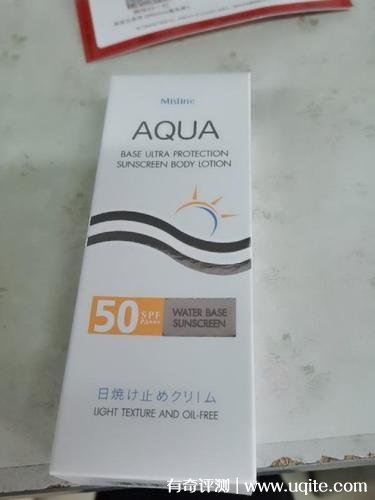 Mistine
AQUA
BASE ULTRA PROTECTION
SUNSCREEN BODY LOTION
50 SPF PA+++
WATER BASE
SUNSCREEN
日焼け止めクリ｜ム
LIGHT TEXTURE AND OIL-FREE
有奇评测 | www.uqite.com